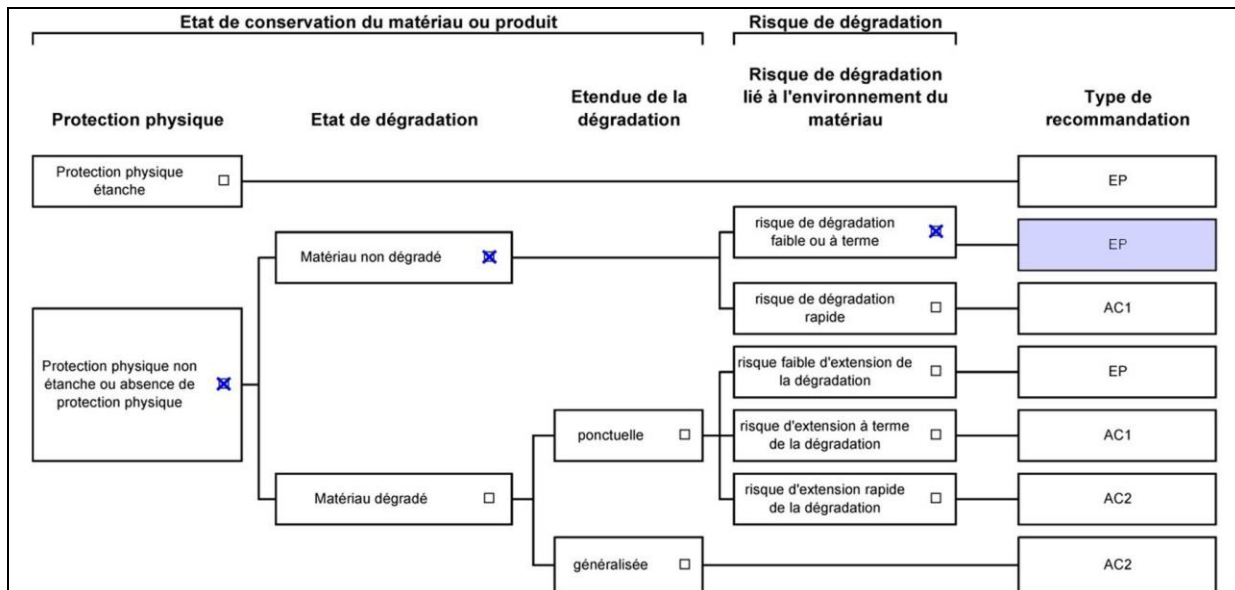 Etat de conservation du matériau ou produit
Risque de dégradation
Protection physique
Etat de dégradation
Etendue de la
dégradation
Risque de dégradation
lié à l'environnement du
matériau
Type de
recommandation
Protection physique
étanche
EP
Matériau non dégradé
risque de dégradation
faible ou à terme
EP
risque de dégradation
rapide
AC1
Protection physique non
étanche ou absence de
protection physique
risque faible d'extension de
la dégradation
EP
ponctuelle
risque d'extension à terme
de la dégradation
AC1
Matériau dégradé
risque d'extension rapide
de la dégradation
AC2
généralisée
AC2